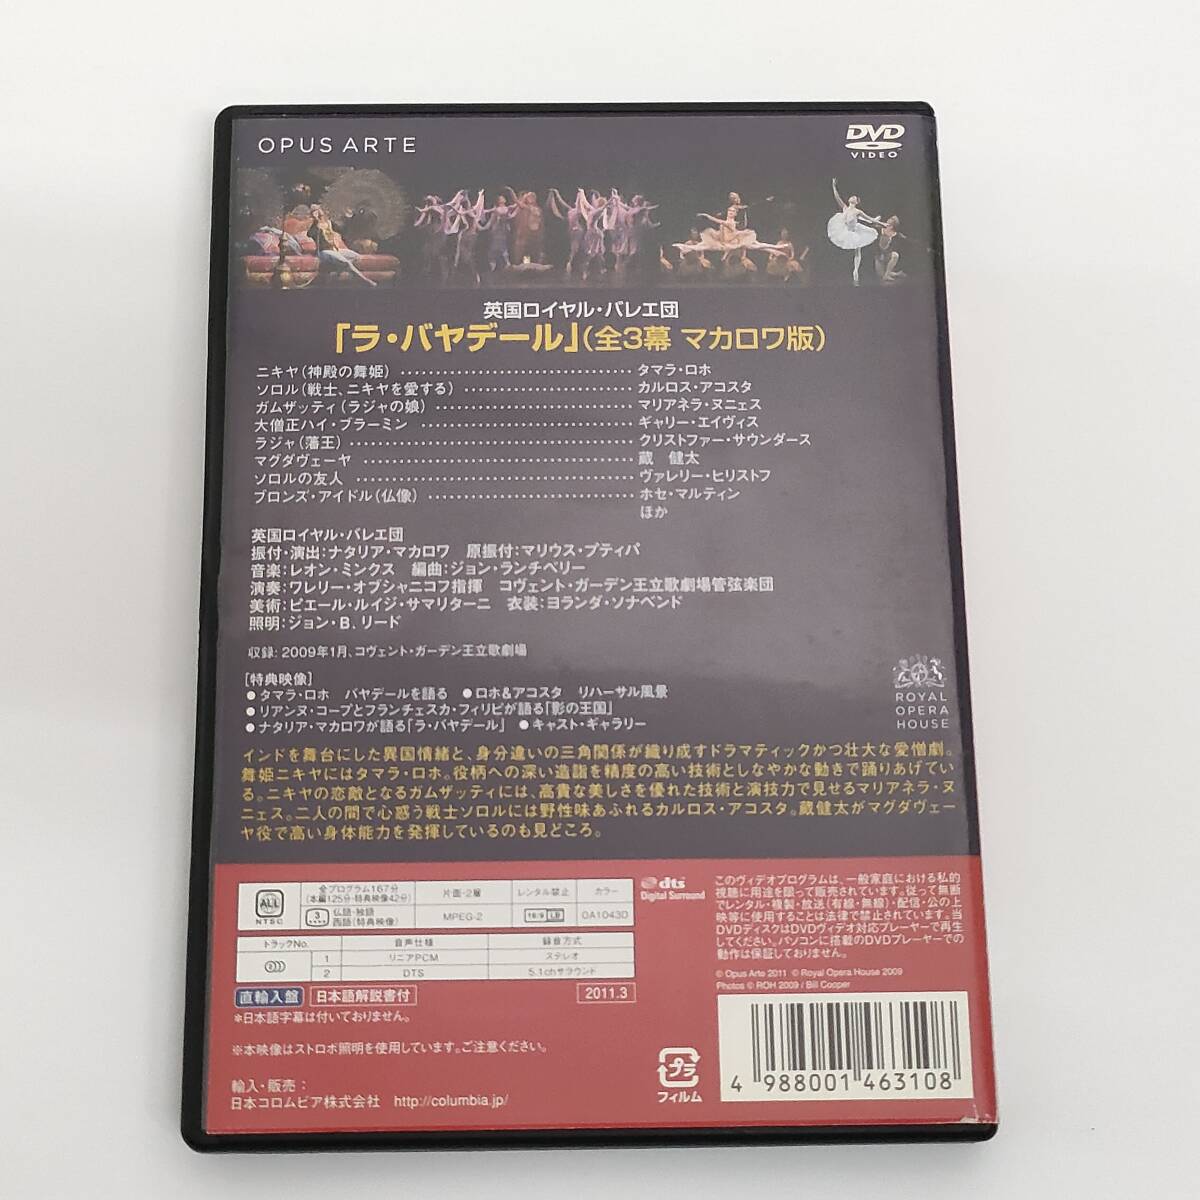 OPUS ARTE
DVD
VIDEO
英国ロイヤル・バレエ団
「ラ・バヤデール」(全3幕 マカロワ版)
ニキヤ(神殿の舞姫) タマラ・ロホ
ソロル(戦士、ニキヤを愛する) カルロス・アコスタ
ガムザッティ(ラジャの娘) マリアネラ・ヌニェス
大僧正ハイ・ブラーミン ギャリー・エイヴィス
ラジャ(藩王) クリストファー・サウンダース
マグダヴェーヤ 蔵 健太
ソロルの友人 ヴァレリー・ヒリストフ
ブロンズ・アイドル(仏像) ホセ・マルティン
ほか
英国ロイヤル・バレエ団
振付・演出:ナタリア・マカロワ 原振付:マリウス・プティパ
音楽:レオン・ミンクス 編曲:ジョン・ランチベリー
演奏:ワレリー・オブシャニコフ指揮 コヴェント・ガーデン王立歌劇場管弦楽団
美術:ピエール・ルイジ・サマリターニ 衣装:ヨランダ・ソナベンド
照明:ジョン・B、リード
収録: 2009年1月、コヴェント・ガーデン王立歌劇場
[特典映像]
●タマラ・ロホ バヤデールを語る ●ロホ&アコスタ リハーサル風景
●リアンヌ・コープとフランチェスカ・フィリピが語る「影の王国」
●ナタリア・マカロワが語る「ラ・バヤデール」 ●キャスト・ギャラリー
ROYAL
OPERA
HOUSE
インドを舞台にした異国情緒と、身分違いの三角関係が織り成すドラマティックかつ壮大な愛憎劇。
舞姫ニキヤにはタマラ・ロホ。役柄への深い造詣を精度の高い技術としなやかな動きで踊りあげてい
る。ニキヤの恋敵となるガムザッティには、高貴な美しさを優れた技術と演技力で見せるマリアネラ・ヌ
ニェス。二人の間で心惑う戦士ソロルには野性味あふれるカルロス・アコスタ。蔵健太がマグダヴェー
ヤ役で高い身体能力を発揮しているのも見どころ。
ALL
NTSC
全プログラム167分
(本編125分・特典映像42分)
片面・2層
レンタル禁止
カラー
3
仏語・独語
西語(特典映像)
MPEG-2
16:9 LB
OA1043D
トラックNo.
音声仕様
録音方式
1 リニアPCM ステレオ
2 DTS 5.1chサラウンド
dts
Digital Surround
直輸入盤
日本語解説書付
2011.3
*日本語字幕は付いておりません。
※本映像はストロボ照明を使用しています。ご注意ください。
輸入・販売:
日本コロムビア株式会社 http://columbia.jp/
このヴィデオプログラムは、一般家庭における私的
視聴に用途を限って販売されています。従って無断
でレンタル・複製・放送(有線・無線)・配信・公の上
映等に使用することは法律で禁止されています。当
DVDディスクはDVDヴィデオ対応プレーヤーで再生
してください。パソコンに搭載のDVDプレーヤーでの
動作は保証しておりません。
© Opus Arte 2011 © Royal Opera House 2009
Photos © ROH 2009 / Bill Cooper
プラ
フィルム
4 988001 463108